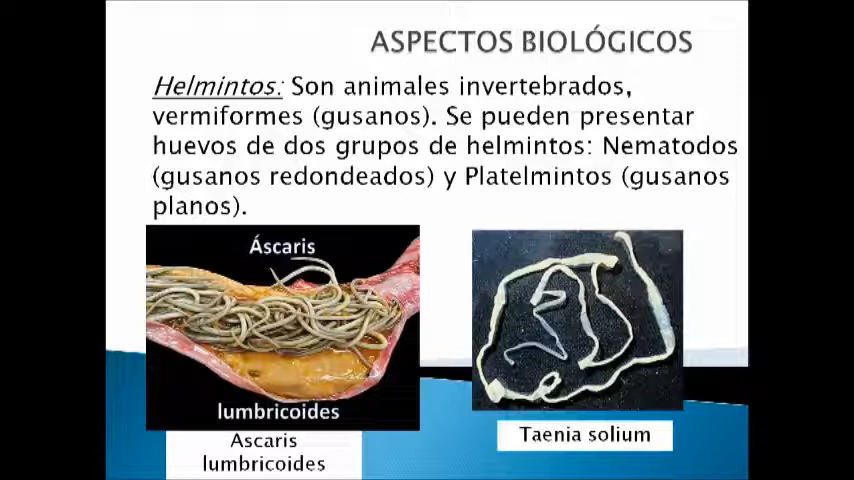 ASPECTOS BIOLÓGICOS
Helmintos: Son animales invertebrados,
vermiformes (gusanos). Se pueden presentar
huevos de dos grupos de helmintos: Nematodos
(gusanos redondeados) y Platelmintos (gusanos
planos).
Áscaris
lumbricoides
Ascaris
lumbricoides
Taenia solium